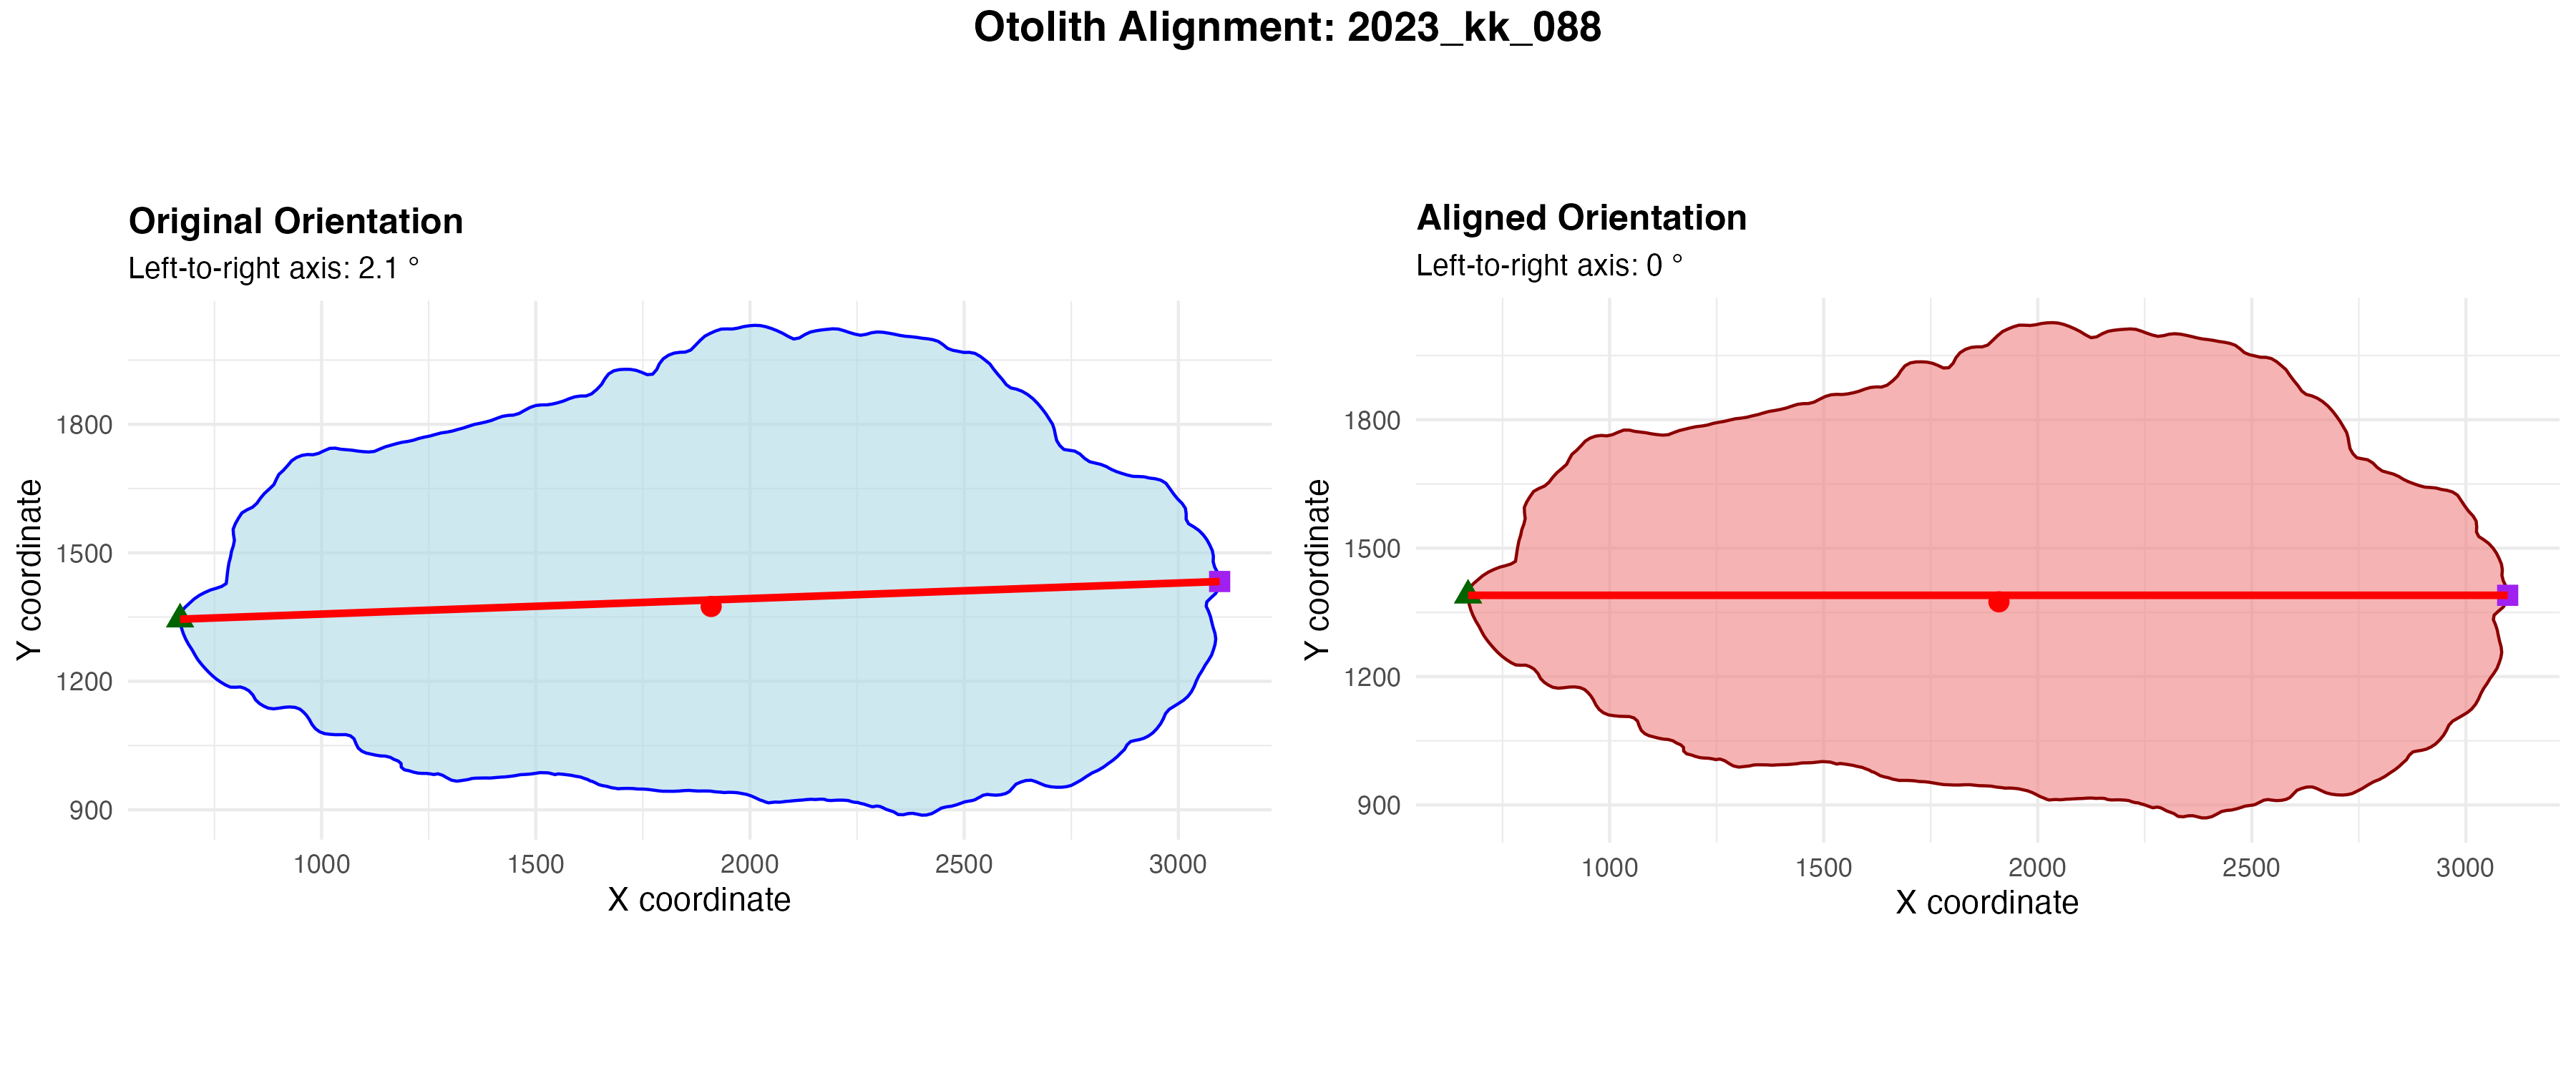 Otolith Alignment: 2023_kk_088
Original Orientation
Left-to-right axis: 2.1 °
Y coordinate
1800
1500
1200
900
1000 1500 2000 2500 3000
X coordinate
Aligned Orientation
Left-to-right axis: 0 °
Y coordinate
1800
1500
1200
900
1000 1500 2000 2500 3000
X coordinate